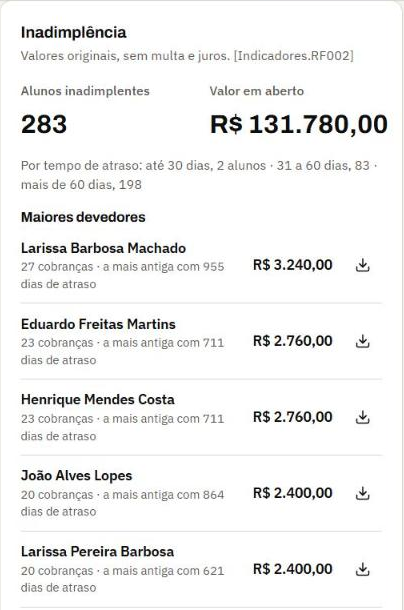 Inadimplência
Valores originais, sem multa e juros. [Indicadores.RF002]
Alunos inadimplentes
Valor em aberto
283
R$ 131.780,00
Por tempo de atraso: até 30 dias, 2 alunos · 31 a 60 dias, 83 ·
mais de 60 dias, 198
Maiores devedores
Larissa Barbosa Machado
27 cobranças · a mais antiga com 955
dias de atraso
R$ 3.240,00
Eduardo Freitas Martins
23 cobranças · a mais antiga com 711
dias de atraso
R$ 2.760,00
Henrique Mendes Costa
23 cobranças · a mais antiga com 711
dias de atraso
R$ 2.760,00
João Alves Lopes
20 cobranças · a mais antiga com 864
dias de atraso
R$ 2.400,00
Larissa Pereira Barbosa
20 cobranças · a mais antiga com 621
dias de atraso
R$ 2.400,00